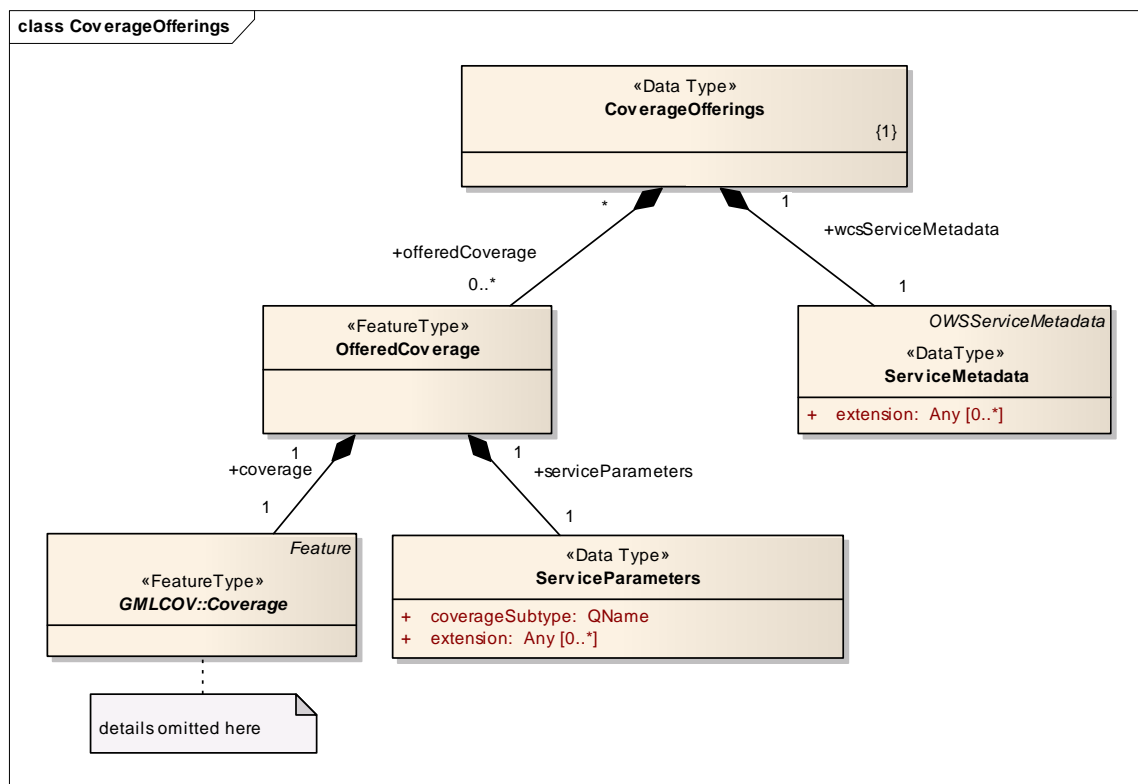 class CoverageOfferings
«Data Type»
CoverageOfferings
{1}
*
1
+offeredCoverage
+wcsServiceMetadata
0..*
1
«FeatureType»
OfferedCoverage
OWSServiceMetadata
«DataType»
ServiceMetadata
+ extension: Any [0..*]
1
1
+coverage
+serviceParameters
1
1
Feature
«FeatureType»
GMLCOV::Coverage
«Data Type»
ServiceParameters
+ coverageSubtype: QName
+ extension: Any [0..*]
details omitted here